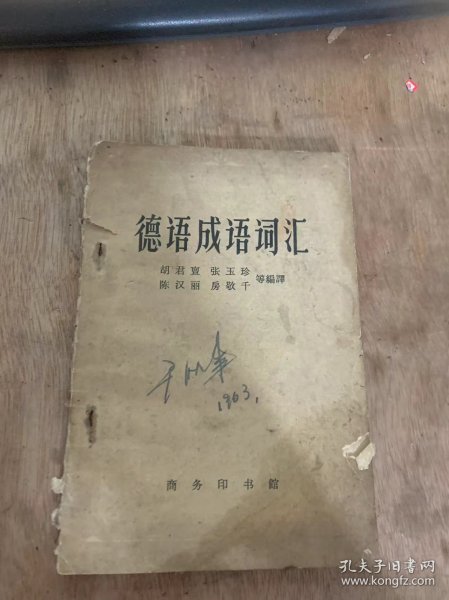 德语成语词汇
胡君亶 张玉珍
陈汉丽 房敬千 等編譯
1963.
商务印书館
孔夫子旧书网
www.kongfz.com